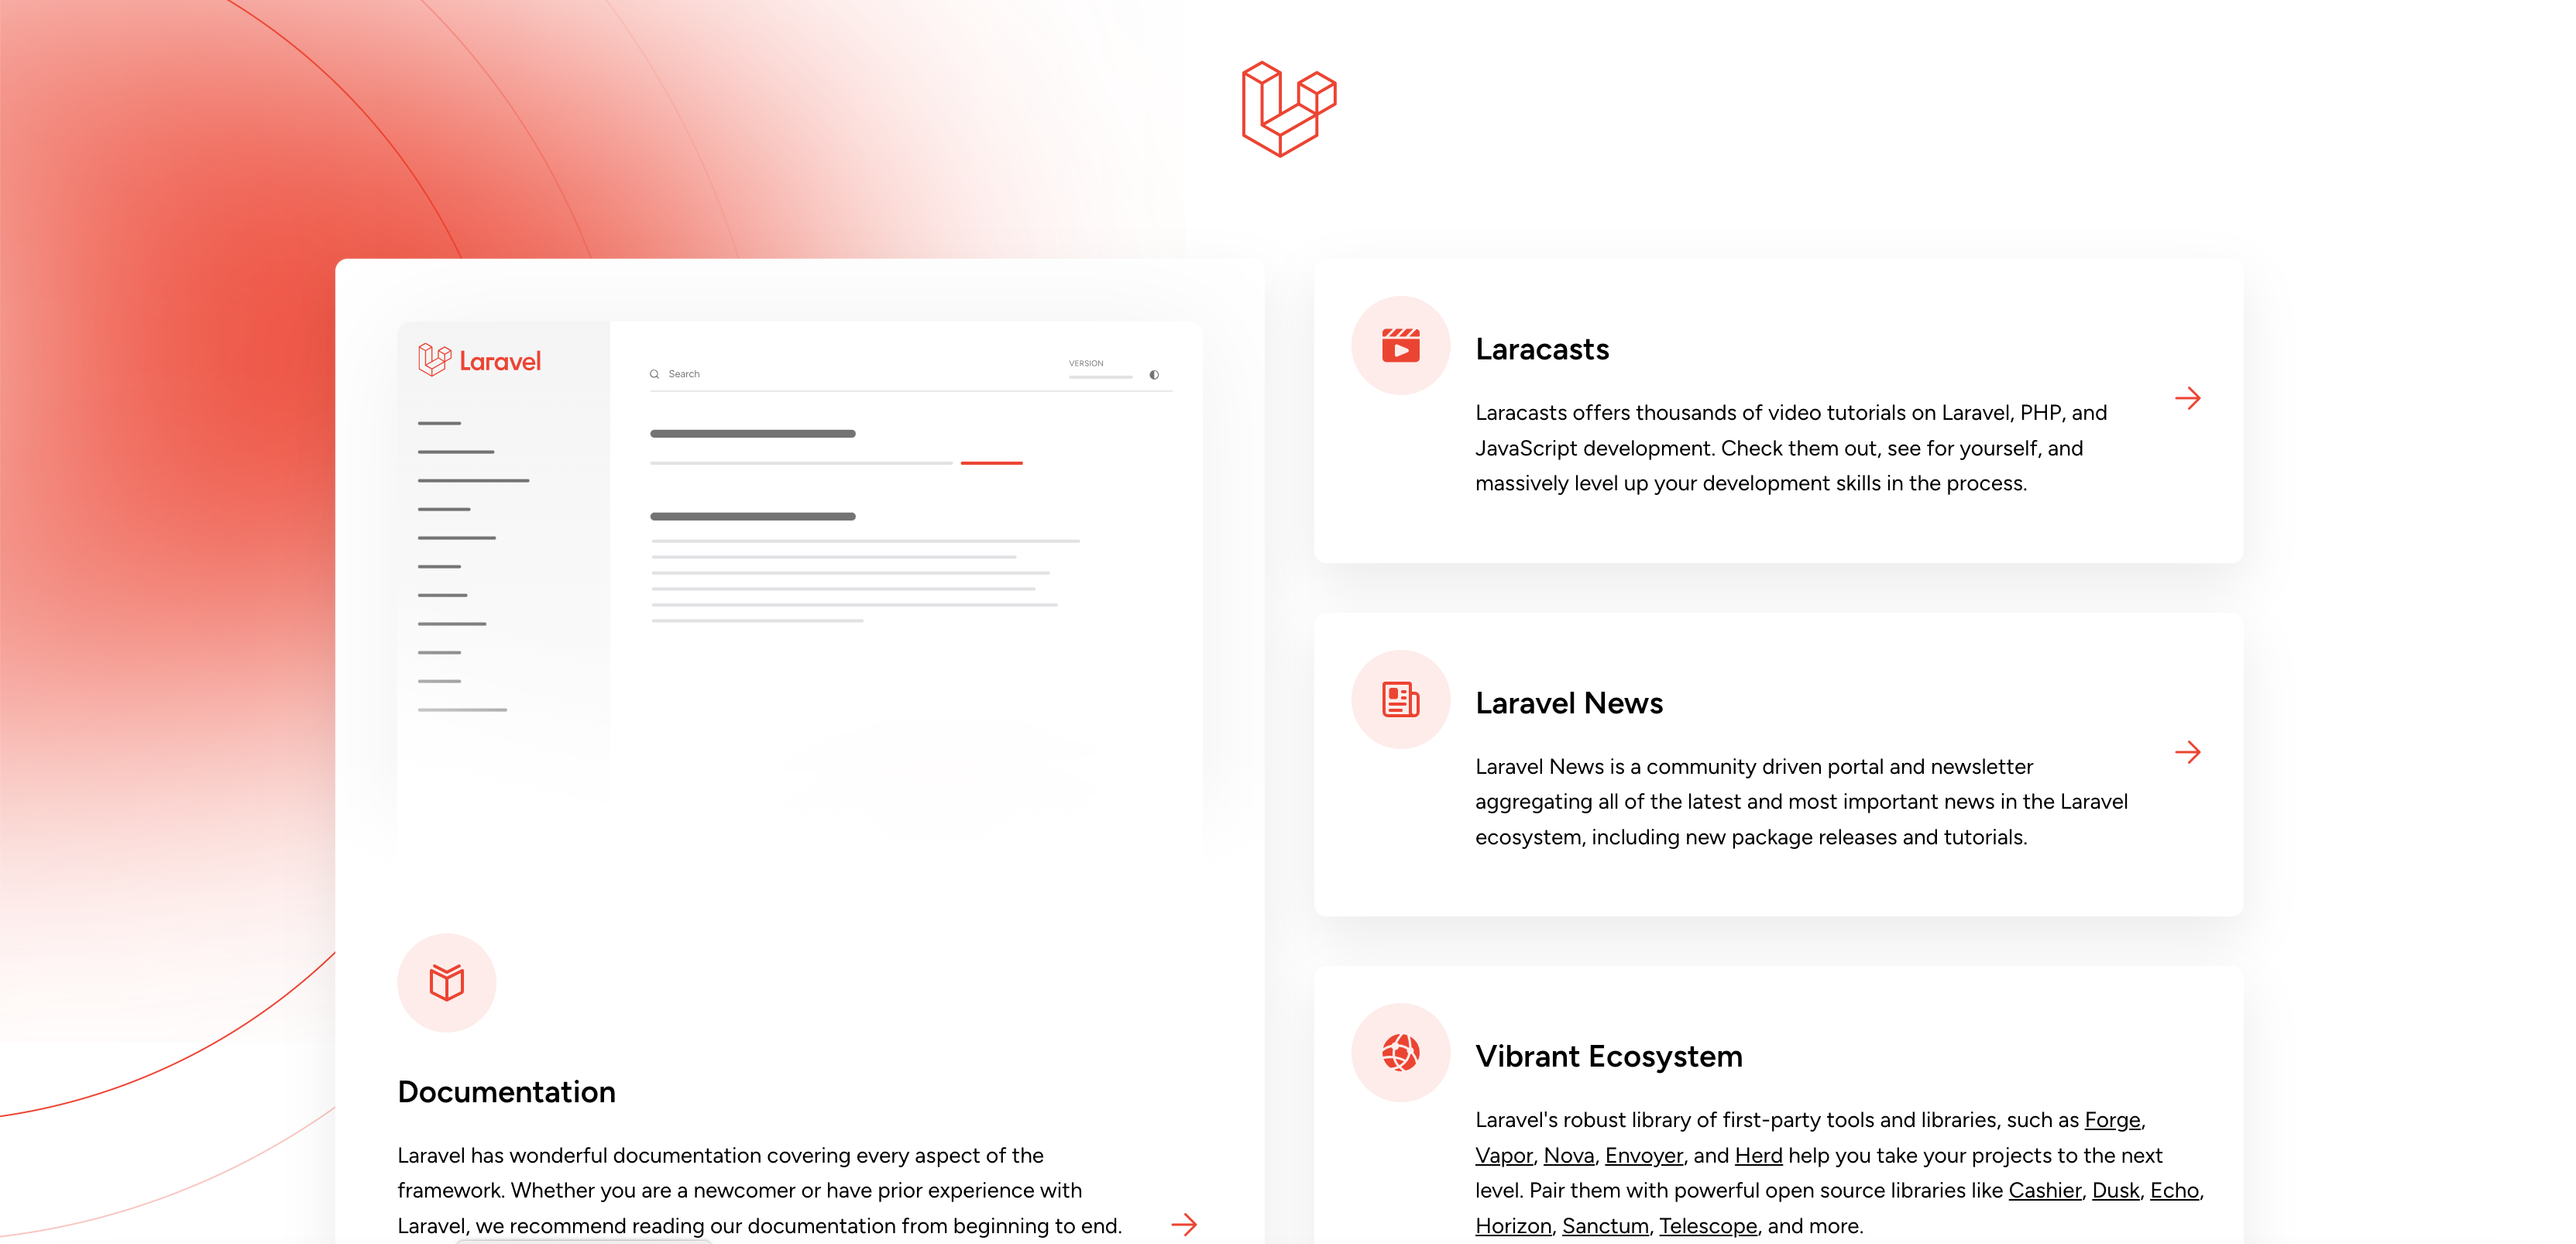 Laravel
Search
VERSION
Documentation
Laravel has wonderful documentation covering every aspect of the
framework. Whether you are a newcomer or have prior experience with
Laravel, we recommend reading our documentation from beginning to end.
Laracasts
Laracasts offers thousands of video tutorials on Laravel, PHP, and
JavaScript development. Check them out, see for yourself, and
massively level up your development skills in the process.
Laravel News
Laravel News is a community driven portal and newsletter
aggregating all of the latest and most important news in the Laravel
ecosystem, including new package releases and tutorials.
Vibrant Ecosystem
Laravel's robust library of first-party tools and libraries, such as Forge,
Vapor, Nova, Envoyer, and Herd help you take your projects to the next
level. Pair them with powerful open source libraries like Cashier, Dusk, Echo,
Horizon, Sanctum, Telescope, and more.